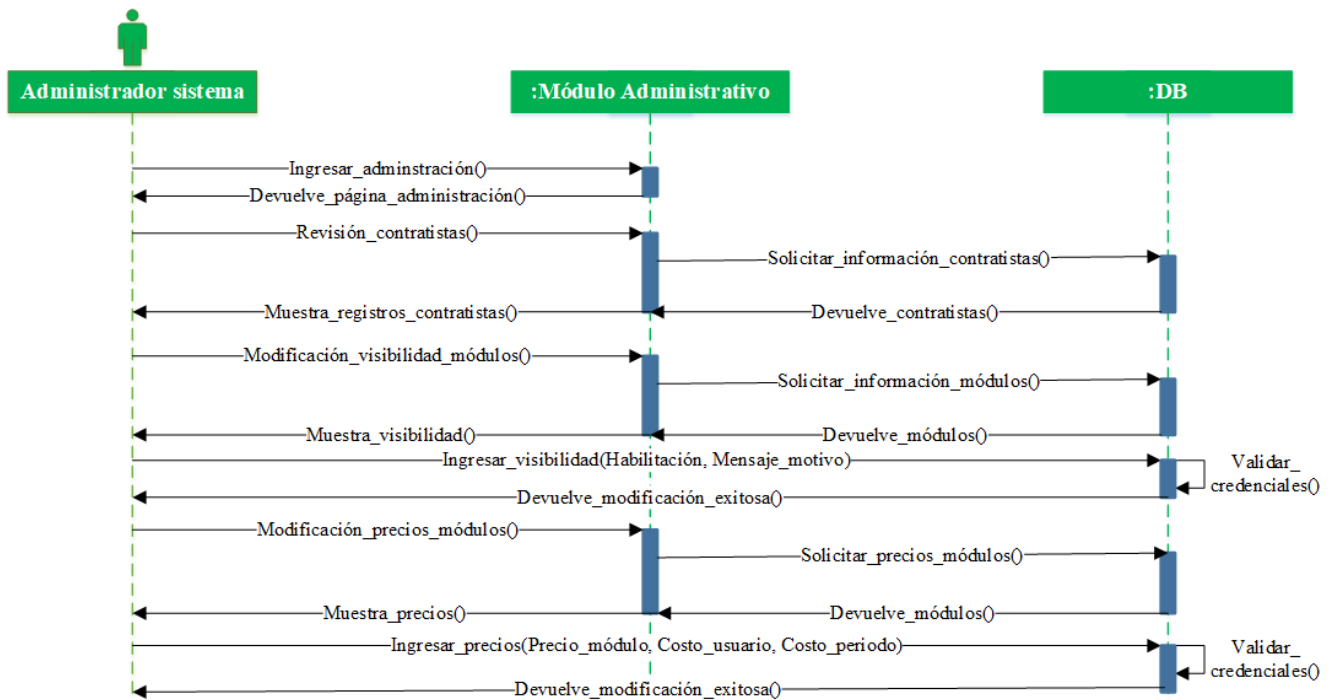 Administrador sistema
:Módulo Administrativo
:DB
Ingresar_adminstración()
Devuelve_página_administración()
Revisión_contratistas()
Solicitar_información_contratistas()
Muestra_registros_contratistas()
Devuelve_contratistas()
Modificación_visibilidad_módulos()
Solicitar_información_módulos()
Muestra_visibilidad()
Devuelve_módulos()
Ingresar_visibilidad(Habilitación, Mensaje_motivo)
Validar_
credenciales()
Devuelve_modificación_exitosa()
Modificación_precios_módulos()
Solicitar_precios_módulos()
Muestra_precios()
Devuelve_módulos()
Ingresar_precios(Precio_módulo, Costo_usuario, Costo_periodo)
Validar_
credenciales()
Devuelve_modificación_exitosa()